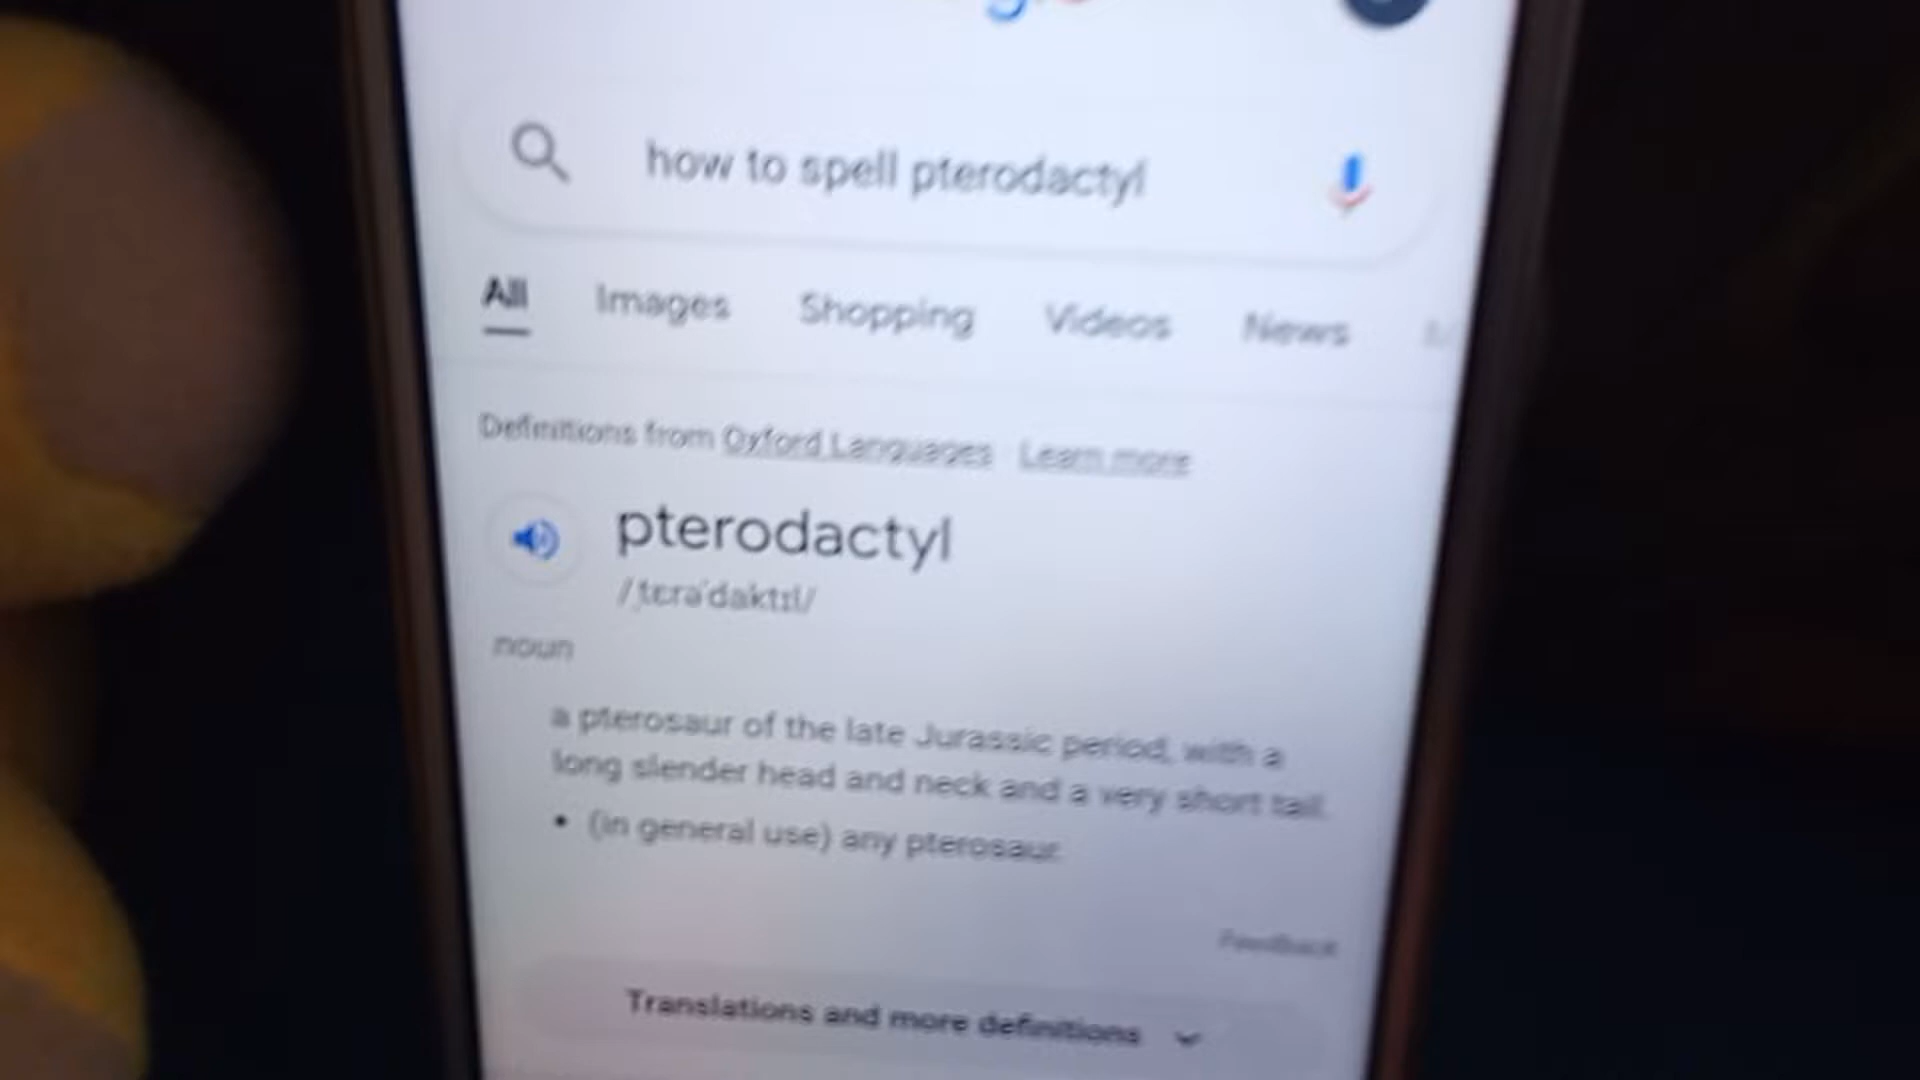 how to spell pterodactyl
All Images Shopping Videos News
Definitions from Oxford Languages · Learn more
pterodactyl
/ˌtɛrəˈdaktɪl/
noun
a pterosaur of the late Jurassic period, with a
long slender head and neck and a very short tail.
• (in general use) any pterosaur.
Feedback
Translations and more definitions